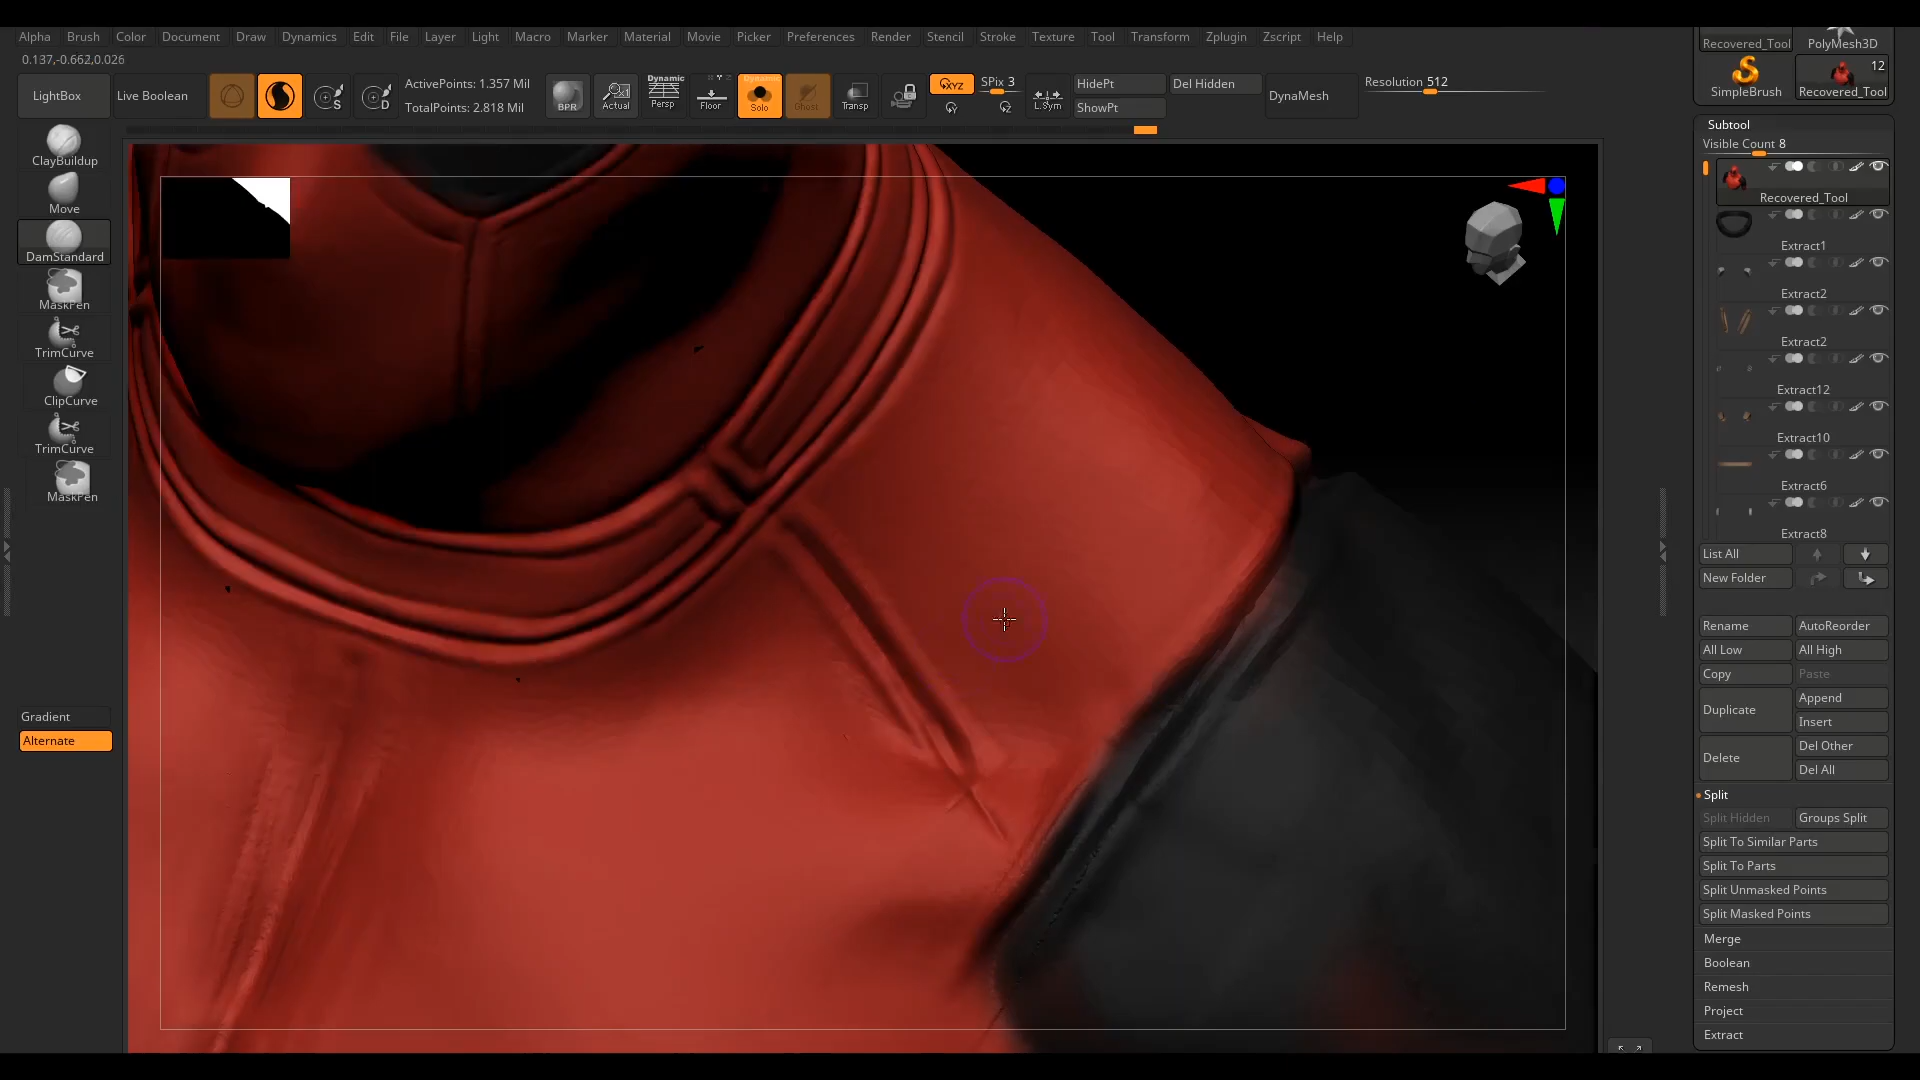 Alpha Brush Color Document Draw Dynamics Edit File Layer Light Macro Marker Material Movie Picker Preferences Render Stencil Stroke Texture Tool Transform Zplugin Zscript Help
0.137,-0.662,0.026
LightBox
Live Boolean
ActivePoints: 1.357 Mil
TotalPoints: 2.818 Mil
BPR
Actual
Dynamic
Persp
Floor
Dynamic
Solo
Ghost
Transp
XYZ
SPix 3
L.Sym
HidePt
ShowPt
Del Hidden
DynaMesh
Resolution 512
ClayBuildup
Move
DamStandard
MaskPen
TrimCurve
ClipCurve
TrimCurve
MaskPen
Gradient
Alternate
Recovered_Tool
PolyMesh3D
SimpleBrush
12
Recovered_Tool
Subtool
Visible Count 8
Recovered_Tool
Extract1
Extract2
Extract2
Extract12
Extract10
Extract6
Extract8
List All
New Folder
Rename
AutoReorder
All Low
All High
Copy
Paste
Duplicate
Append
Insert
Delete
Del Other
Del All
Split
Split Hidden
Groups Split
Split To Similar Parts
Split To Parts
Split Unmasked Points
Split Masked Points
Merge
Boolean
Remesh
Project
Extract